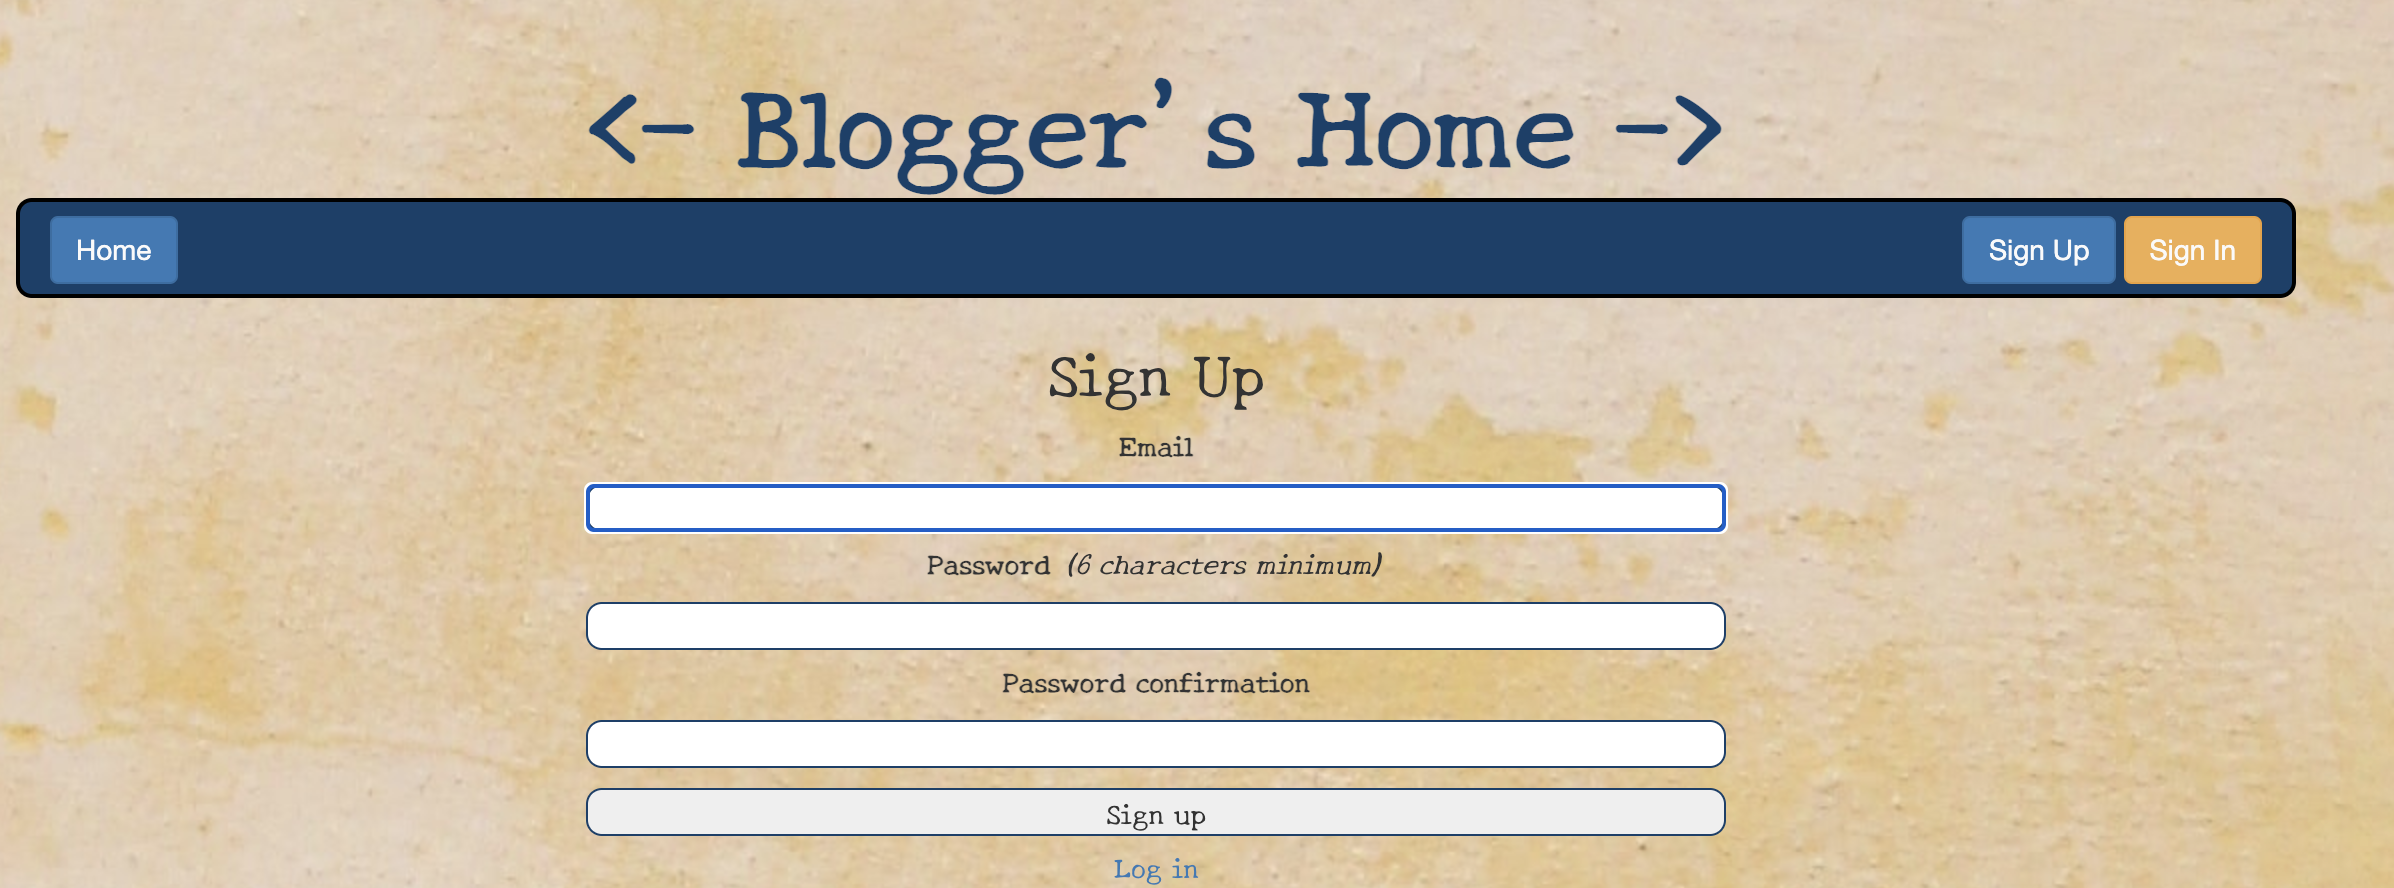 <- Blogger's Home ->
Home Sign Up Sign In
Sign Up
Email
Password (6 characters minimum)
Password confirmation
Sign up
Log in